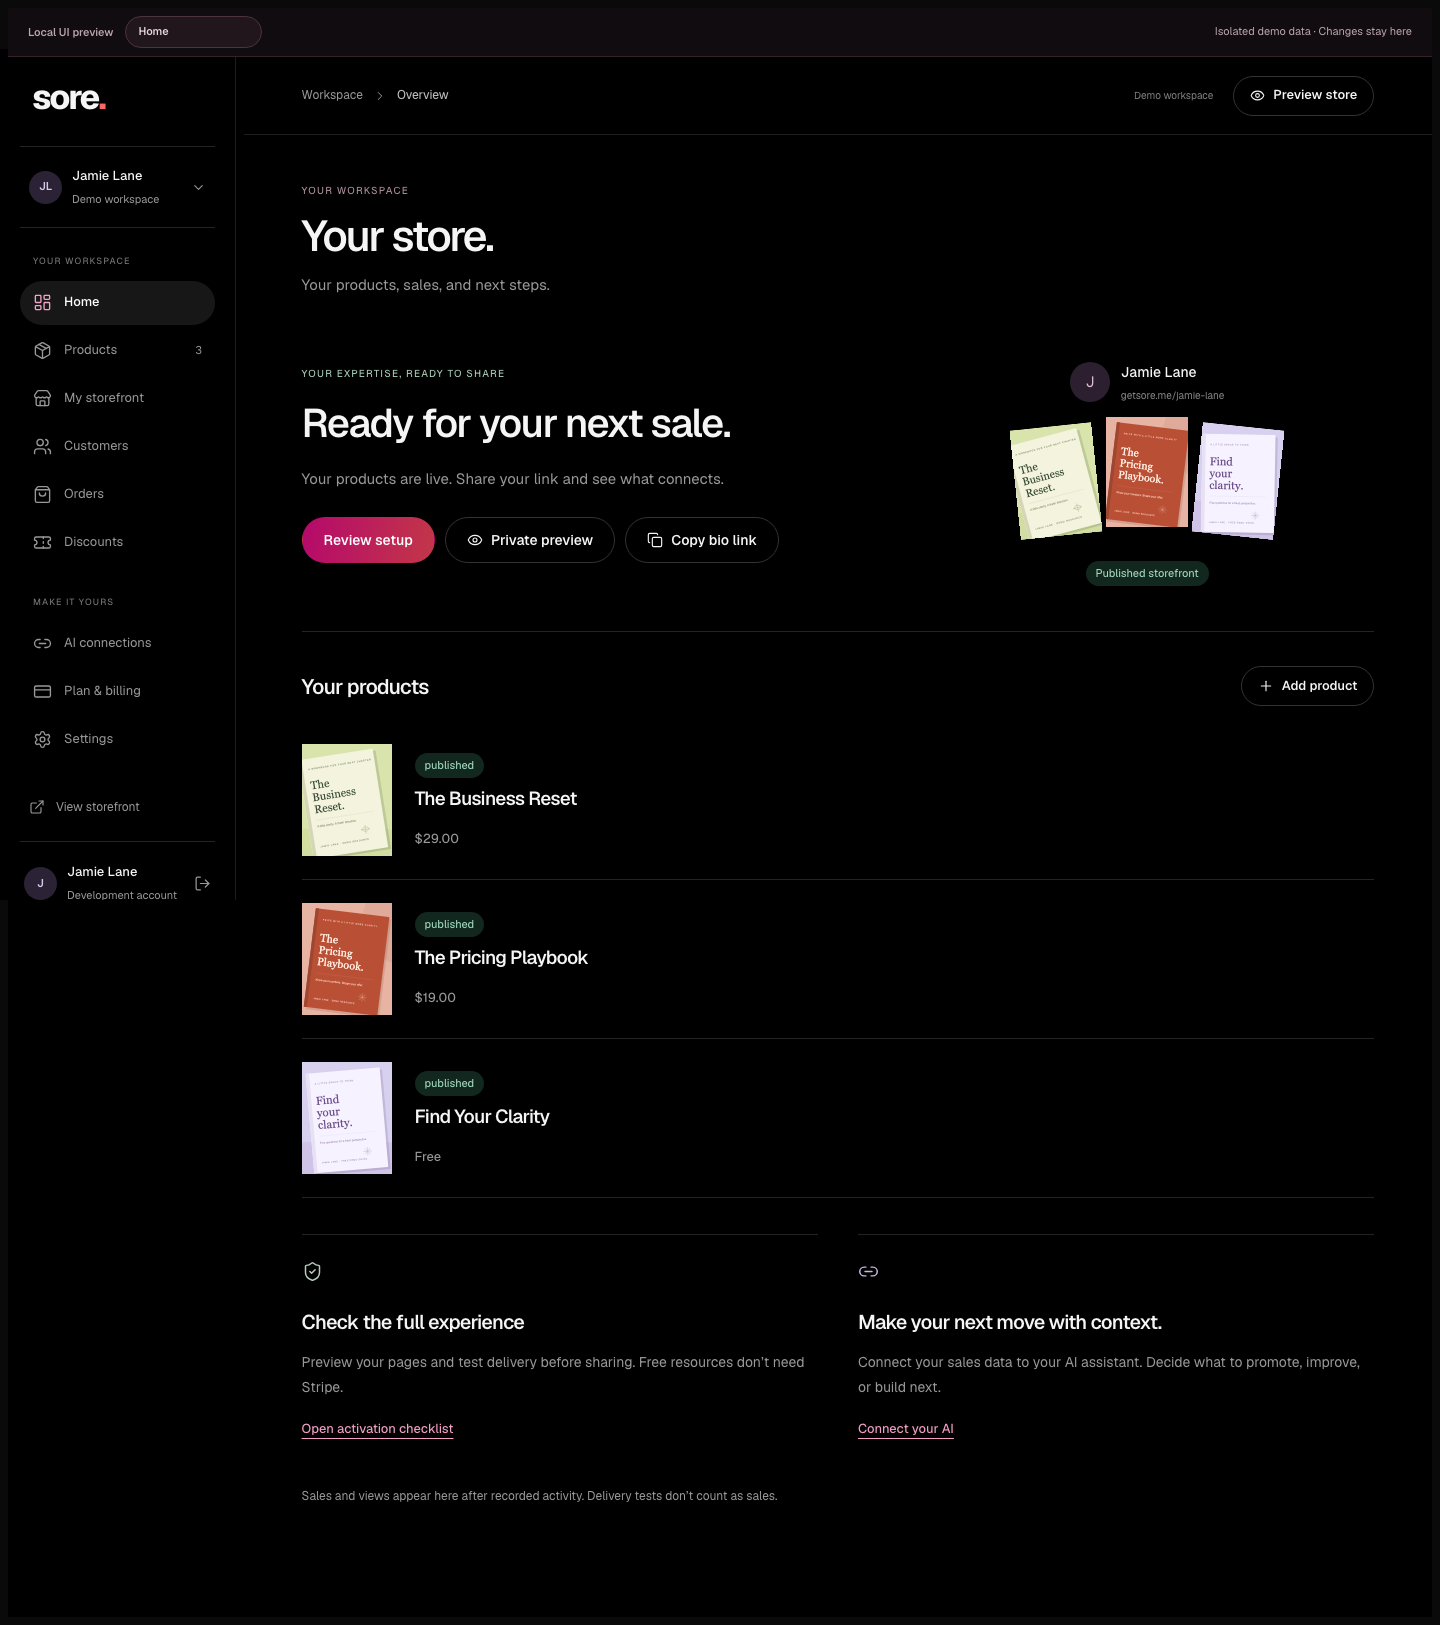 Local UI preview
Home
Isolated demo data · Changes stay here
sore.
Workspace
Overview
Demo workspace
Preview store
JL
Jamie Lane
Demo workspace
YOUR WORKSPACE
Home
Products
3
My storefront
Customers
Orders
Discounts
MAKE IT YOURS
AI connections
Plan & billing
Settings
View storefront
J
Jamie Lane
Development account
YOUR WORKSPACE
Your store.
Your products, sales, and next steps.
YOUR EXPERTISE, READY TO SHARE
Ready for your next sale.
Your products are live. Share your link and see what connects.
Review setup
Private preview
Copy bio link
J
Jamie Lane
getsore.me/jamie-lane
The
Business
Reset.
The
Pricing
Playbook.
Find
your
clarity.
Published storefront
Your products
Add product
The
Business
Reset.
published
The Business Reset
$29.00
The
Pricing
Playbook.
published
The Pricing Playbook
$19.00
Find
your
clarity.
published
Find Your Clarity
Free
Check the full experience
Preview your pages and test delivery before sharing. Free resources don't need
Stripe.
Open activation checklist
Make your next move with context.
Connect your sales data to your AI assistant. Decide what to promote, improve,
or build next.
Connect your AI
Sales and views appear here after recorded activity. Delivery tests don't count as sales.